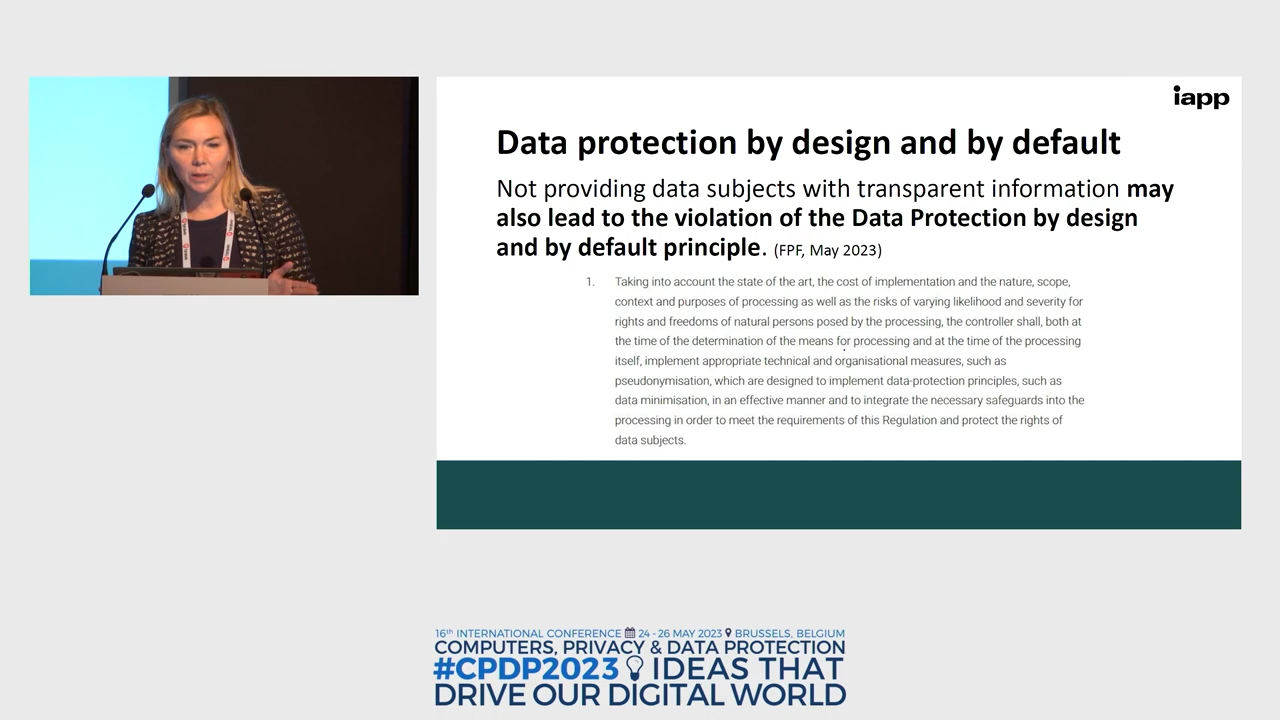 iapp
Data protection by design and by default
Not providing data subjects with transparent information may
also lead to the violation of the Data Protection by design
and by default principle. (FPF, May 2023)
1. Taking into account the state of the art, the cost of implementation and the nature, scope,
context and purposes of processing as well as the risks of varying likelihood and severity for
rights and freedoms of natural persons posed by the processing, the controller shall, both at
the time of the determination of the means for processing and at the time of the processing
itself, implement appropriate technical and organisational measures, such as
pseudonymisation, which are designed to implement data-protection principles, such as
data minimisation, in an effective manner and to integrate the necessary safeguards into the
processing in order to meet the requirements of this Regulation and protect the rights of
data subjects.
16th INTERNATIONAL CONFERENCE 24 - 26 MAY 2023 BRUSSELS, BELGIUM
COMPUTERS, PRIVACY & DATA PROTECTION
#CPDP2023 IDEAS THAT
DRIVE OUR DIGITAL WORLD